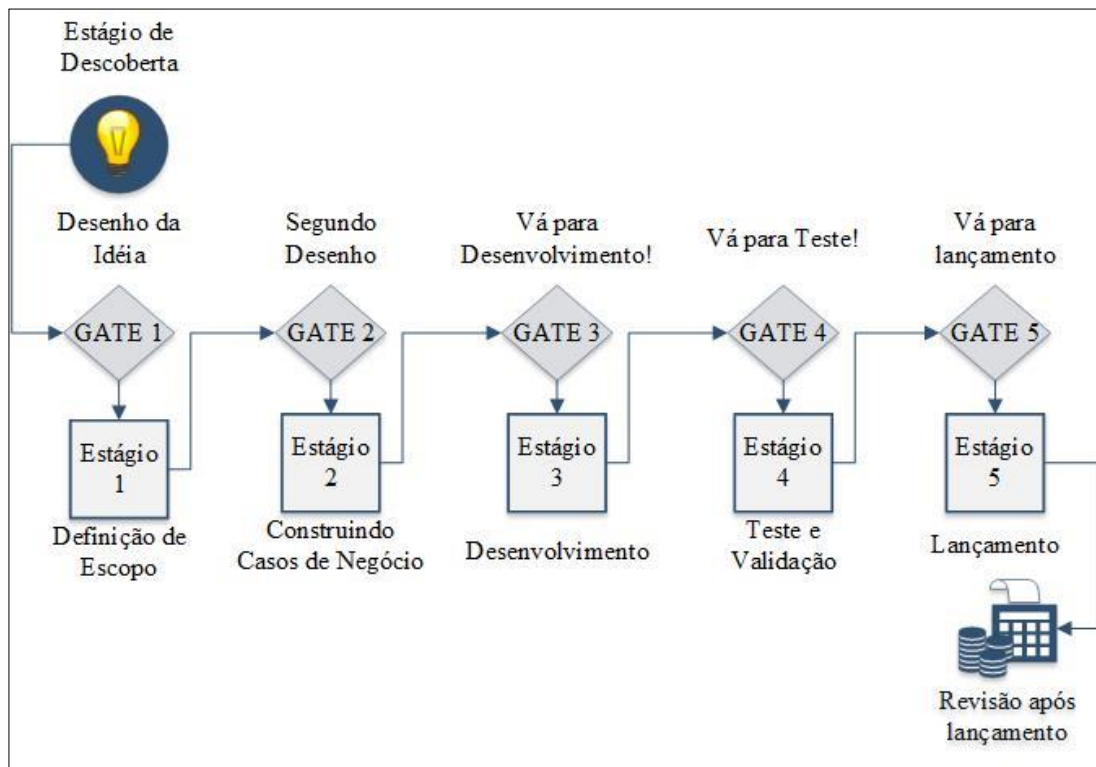 Estágio de
Descoberta
Desenho da
Idéia
Segundo
Desenho
Vá para
Desenvolvimento!
Vá para Teste!
Vá para
lançamento
GATE 1
GATE 2
GATE 3
GATE 4
GATE 5
Estágio
1
Estágio
2
Estágio
3
Estágio
4
Estágio
5
Definição de
Escopo
Construindo
Casos de Negócio
Desenvolvimento
Teste e
Validação
Lançamento
Revisão após
lançamento